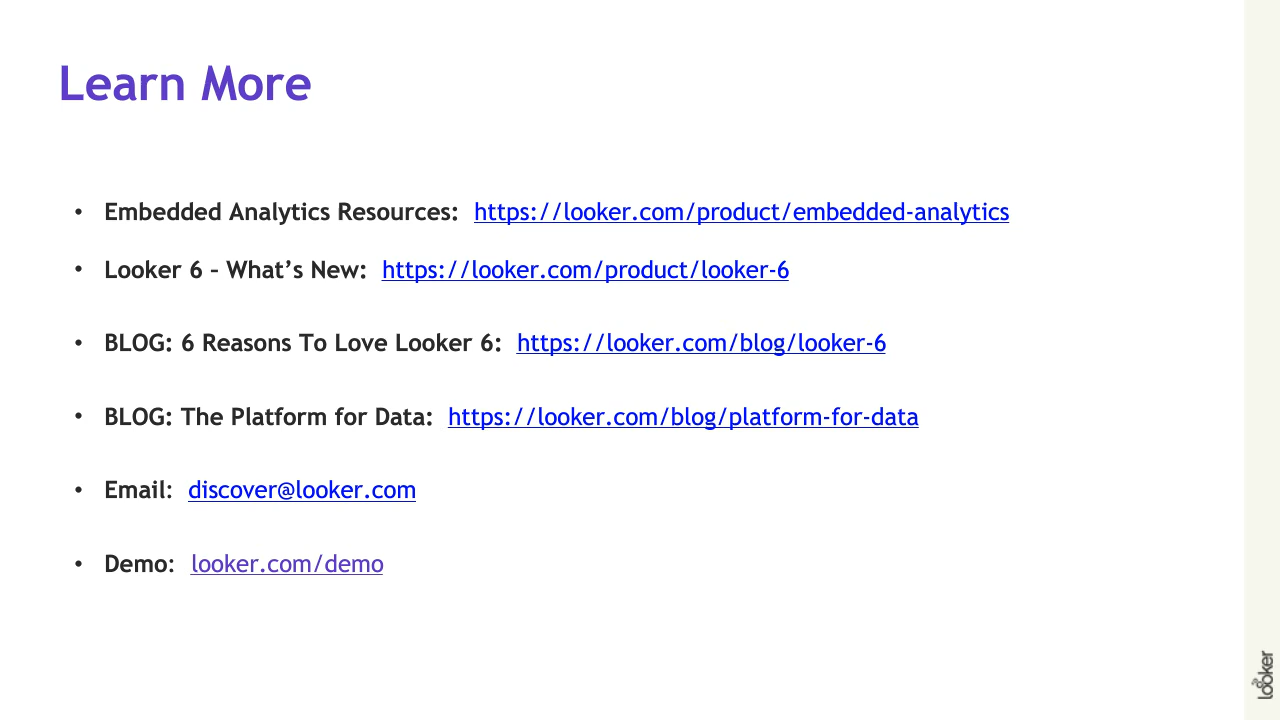 Learn More
• Embedded Analytics Resources: https://looker.com/product/embedded-analytics
• Looker 6 – What’s New: https://looker.com/product/looker-6
• BLOG: 6 Reasons To Love Looker 6: https://looker.com/blog/looker-6
• BLOG: The Platform for Data: https://looker.com/blog/platform-for-data
• Email: discover@looker.com
• Demo: looker.com/demo
looker